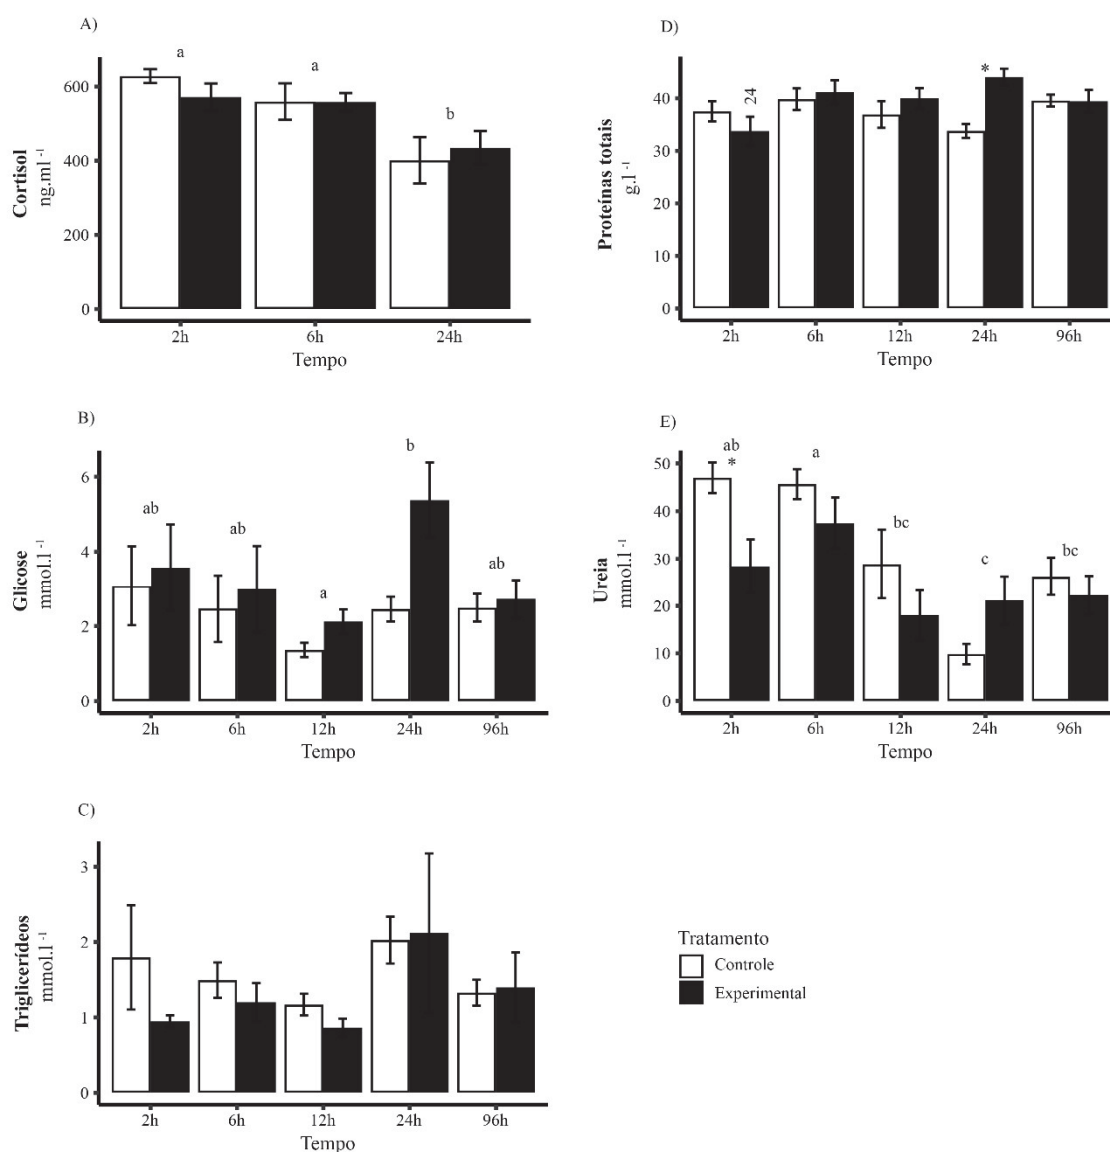 A)
Cortisol
ng.ml -1
600
400
200
0
a
a
b
2h 6h 24h
Tempo
D)
Proteínas totais
g.l -1
40
30
20
10
0
24
*
2h 6h 12h 24h 96h
Tempo
B)
Glicose
mmol.l -1
6
4
2
0
ab
ab
a
b
ab
2h 6h 12h 24h 96h
Tempo
E)
Ureia
mmol.l -1
50
40
30
20
10
0
ab
*
a
bc
c
bc
2h 6h 12h 24h 96h
Tempo
C)
Triglicerídeos
mmol.l -1
3
2
1
0
2h 6h 12h 24h 96h
Tempo
Tratamento
Controle
Experimental